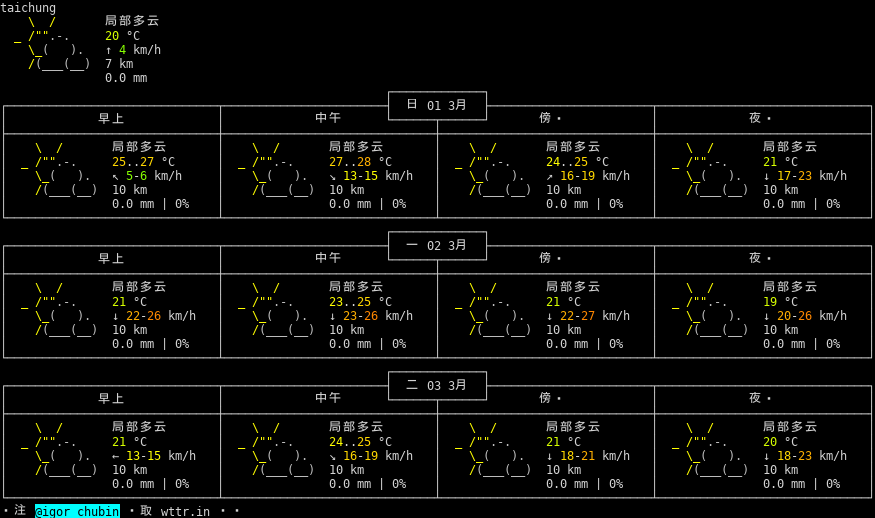 taichung
局部多云
20 °C
↑ 4 km/h
7 km
0.0 mm
日 01 3月
早上 中午 傍· 夜·
局部多云 局部多云 局部多云 局部多云
25..27 °C 27..28 °C 24..25 °C 21 °C
↖ 5-6 km/h ↘ 13-15 km/h ↗ 16-19 km/h ↓ 17-23 km/h
10 km 10 km 10 km 10 km
0.0 mm | 0% 0.0 mm | 0% 0.0 mm | 0% 0.0 mm | 0%
一 02 3月
早上 中午 傍· 夜·
局部多云 局部多云 局部多云 局部多云
21 °C 23..25 °C 21 °C 19 °C
↓ 22-26 km/h ↓ 23-26 km/h ↓ 22-27 km/h ↓ 20-26 km/h
10 km 10 km 10 km 10 km
0.0 mm | 0% 0.0 mm | 0% 0.0 mm | 0% 0.0 mm | 0%
二 03 3月
早上 中午 傍· 夜·
局部多云 局部多云 局部多云 局部多云
21 °C 24..25 °C 21 °C 20 °C
← 13-15 km/h ↘ 16-19 km/h ↓ 18-21 km/h ↓ 18-23 km/h
10 km 10 km 10 km 10 km
0.0 mm | 0% 0.0 mm | 0% 0.0 mm | 0% 0.0 mm | 0%
·注 @igor_chubin ·取 wttr.in ··